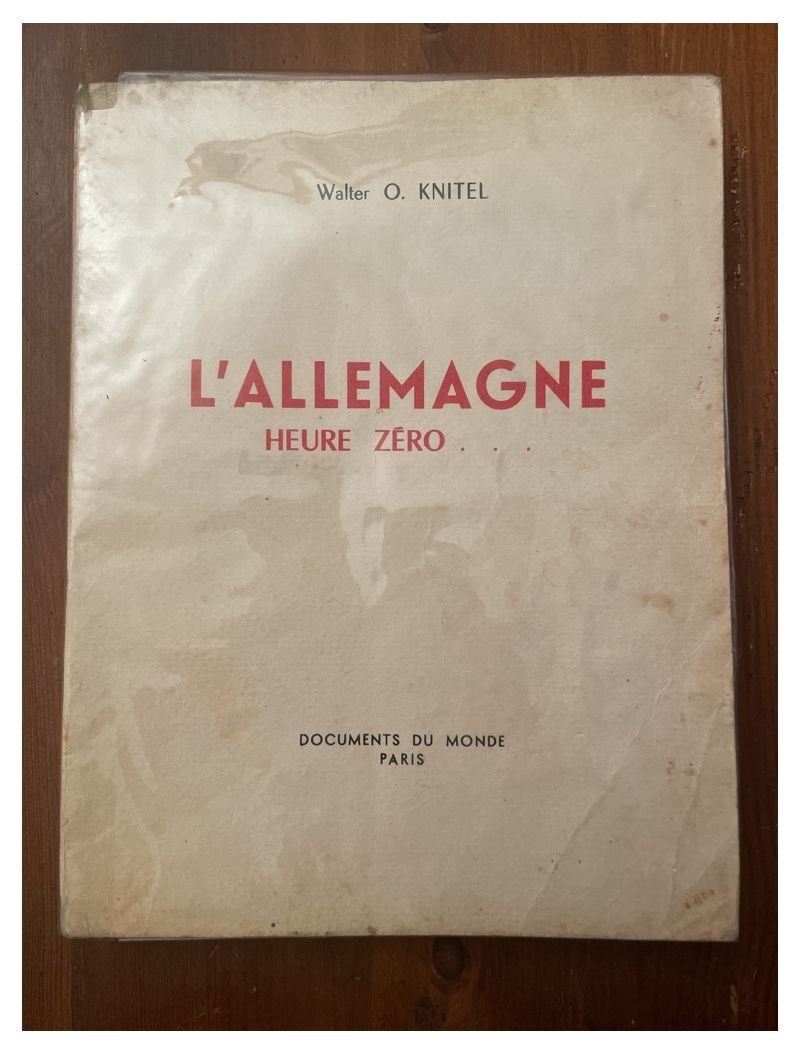 Walter O. KNITEL
L'ALLEMAGNE
HEURE ZÉRO . . .
DOCUMENTS DU MONDE
PARIS